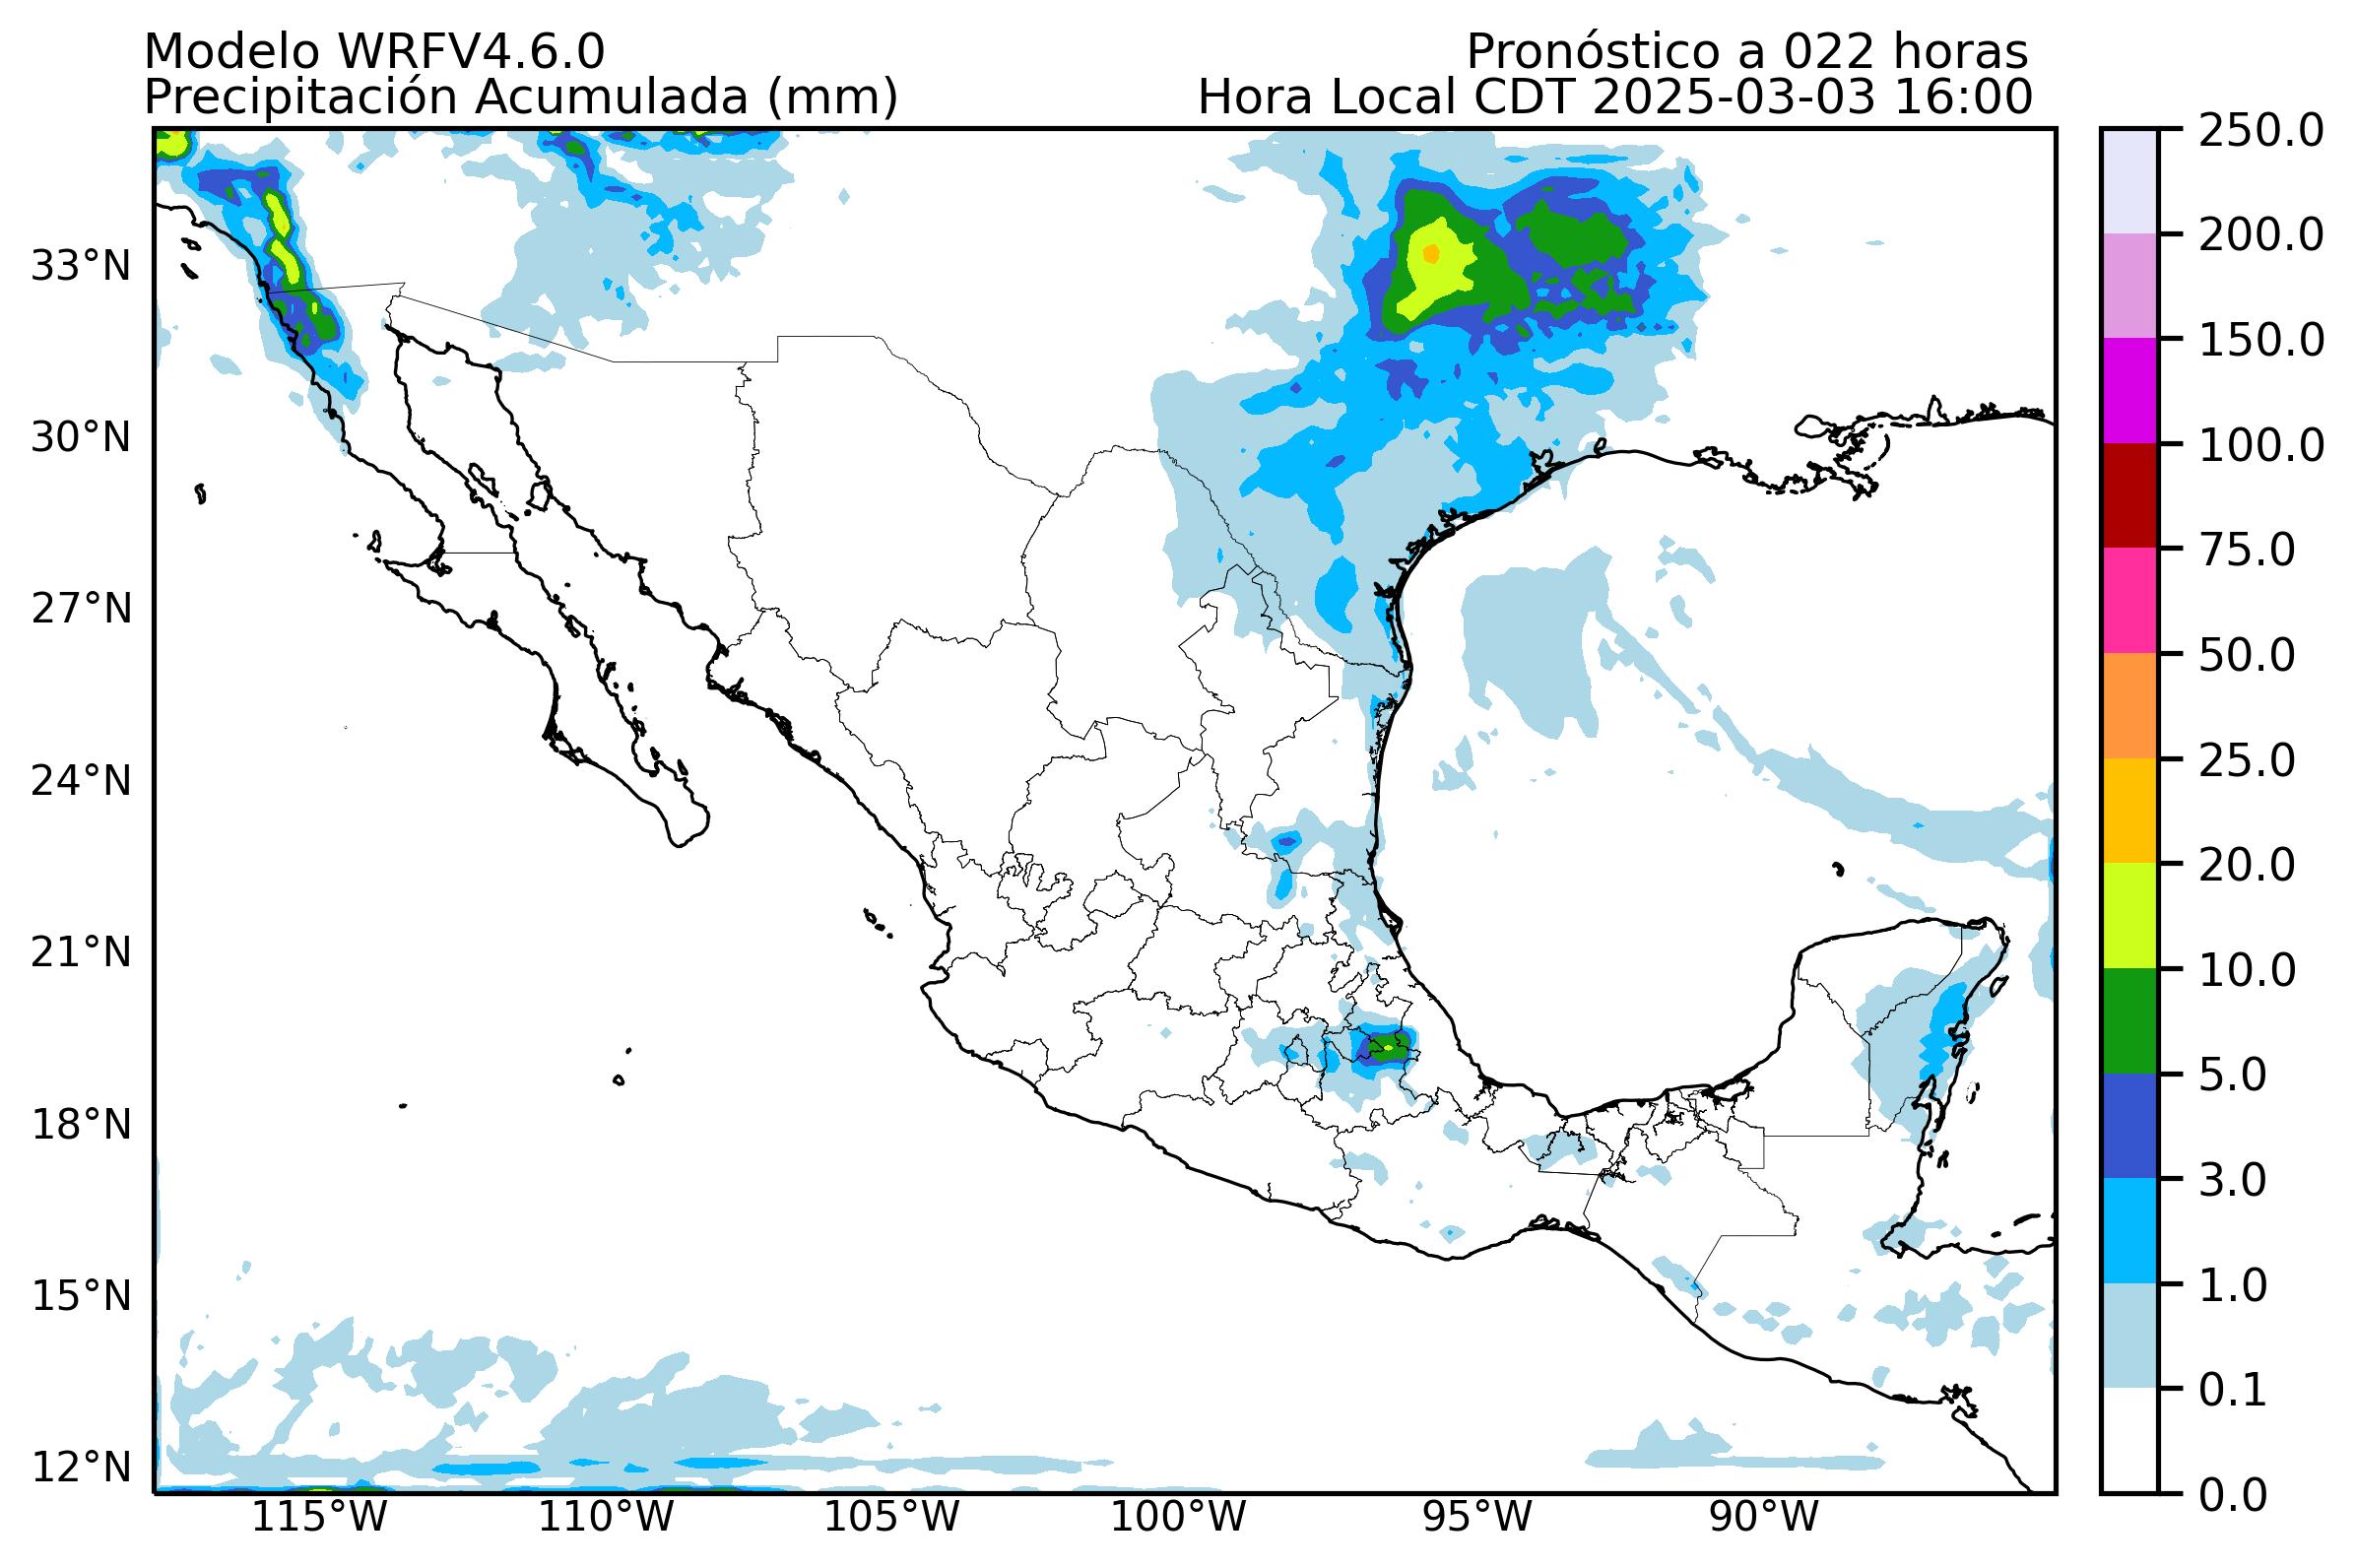 Modelo WRFV4.6.0
Pronóstico a 022 horas
Precipitación Acumulada (mm)
Hora Local CDT 2025-03-03 16:00
33°N
30°N
27°N
24°N
21°N
18°N
15°N
12°N
115°W
110°W
105°W
100°W
95°W
90°W
250.0
200.0
150.0
100.0
75.0
50.0
25.0
20.0
10.0
5.0
3.0
1.0
0.1
0.0